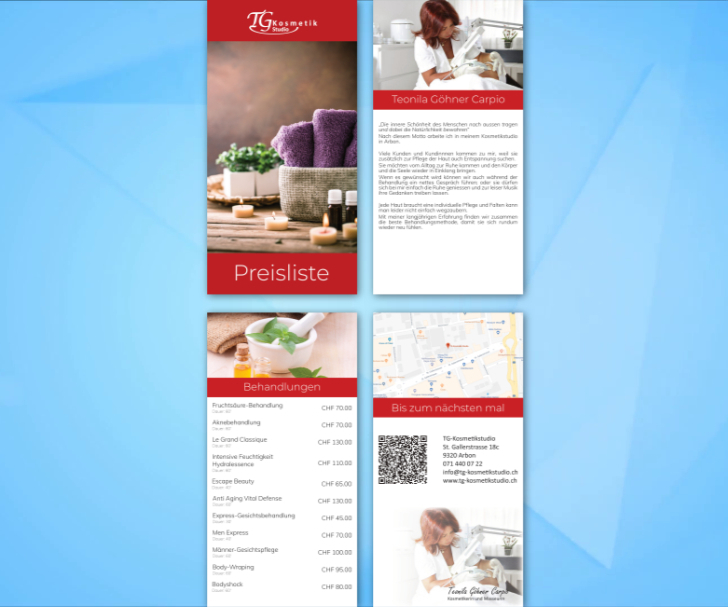 TG Kosmetik
Studio
Preisliste
Teonila Göhner Carpio
„Die innere Schönheit des Menschen nach aussen tragen
und dabei die Natürlichkeit bewahren“
Nach diesem Motto arbeite ich in meinem Kosmetikstudio
in Arbon.
Viele Kunden und Kundinnen kommen zu mir, weil sie
zusätzlich zur Pflege der Haut auch Entspannung suchen.
Sie möchten vom Alltag zur Ruhe kommen und den Körper
und die Seele wieder in Einklang bringen.
Wenn es gewünscht wird können wir auch während der
Behandlung ein nettes Gespräch führen, oder sie dürfen
sich bei mir einfach die Ruhe geniessen und zur leiser Musik
Ihre Gedanken treiben lassen.
Jede Haut braucht eine individuelle Pflege und Falten kann
man leider nicht einfach wegzaubern.
Mit meiner langjährigen Erfahrung finden wir zusammen
die beste Behandlungsmethode, damit sie sich rundum
wieder neu fühlen.
Behandlungen
Fruchtsäure-Behandlung CHF 70.00
Aknebehandlung CHF 70.00
Le Grand Classique CHF 130.00
Intensive Feuchtigkeit
Hydralessence CHF 110.00
Escape Beauty CHF 65.00
Anti Aging Vital Defense CHF 130.00
Express-Gesichtsbehandlung CHF 45.00
Men Express CHF 70.00
Männer-Gesichtspflege CHF 100.00
Body-Wraping CHF 95.00
Bodyshock CHF 80.00
Bis zum nächsten mal
TG-Kosmetikstudio
St. Gallerstrasse 18c
9320 Arbon
071 440 07 22
info@tg-kosmetikstudio.ch
www.tg-kosmetikstudio.ch
Teonila Göhner Carpio